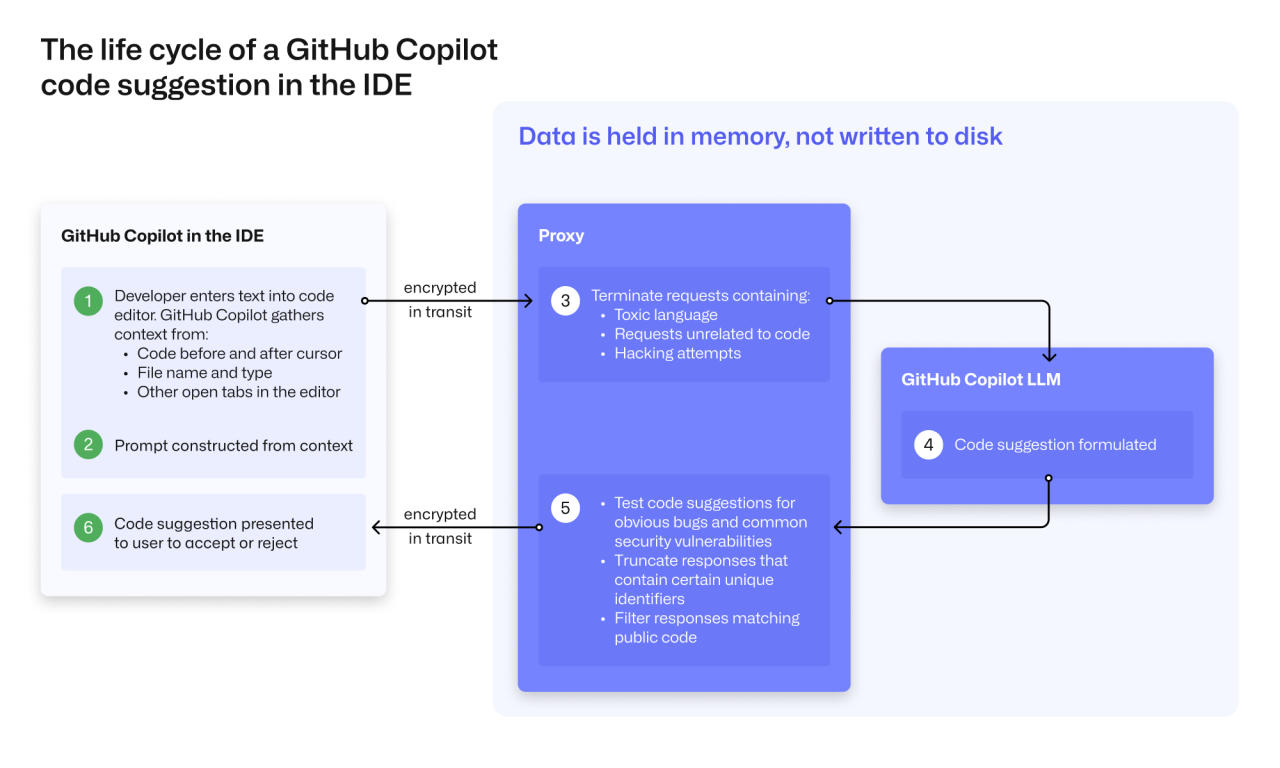 The life cycle of a GitHub Copilot
code suggestion in the IDE
Data is held in memory, not written to disk
GitHub Copilot in the IDE
1
Developer enters text into code
editor. GitHub Copilot gathers
context from:
• Code before and after cursor
• File name and type
• Other open tabs in the editor
2
Prompt constructed from context
encrypted
in transit
Proxy
3
Terminate requests containing:
• Toxic language
• Requests unrelated to code
• Hacking attempts
GitHub Copilot LLM
4
Code suggestion formulated
5
• Test code suggestions for
obvious bugs and common
security vulnerabilities
• Truncate responses that
contain certain unique
identifiers
• Filter responses matching
public code
encrypted
in transit
6
Code suggestion presented
to user to accept or reject